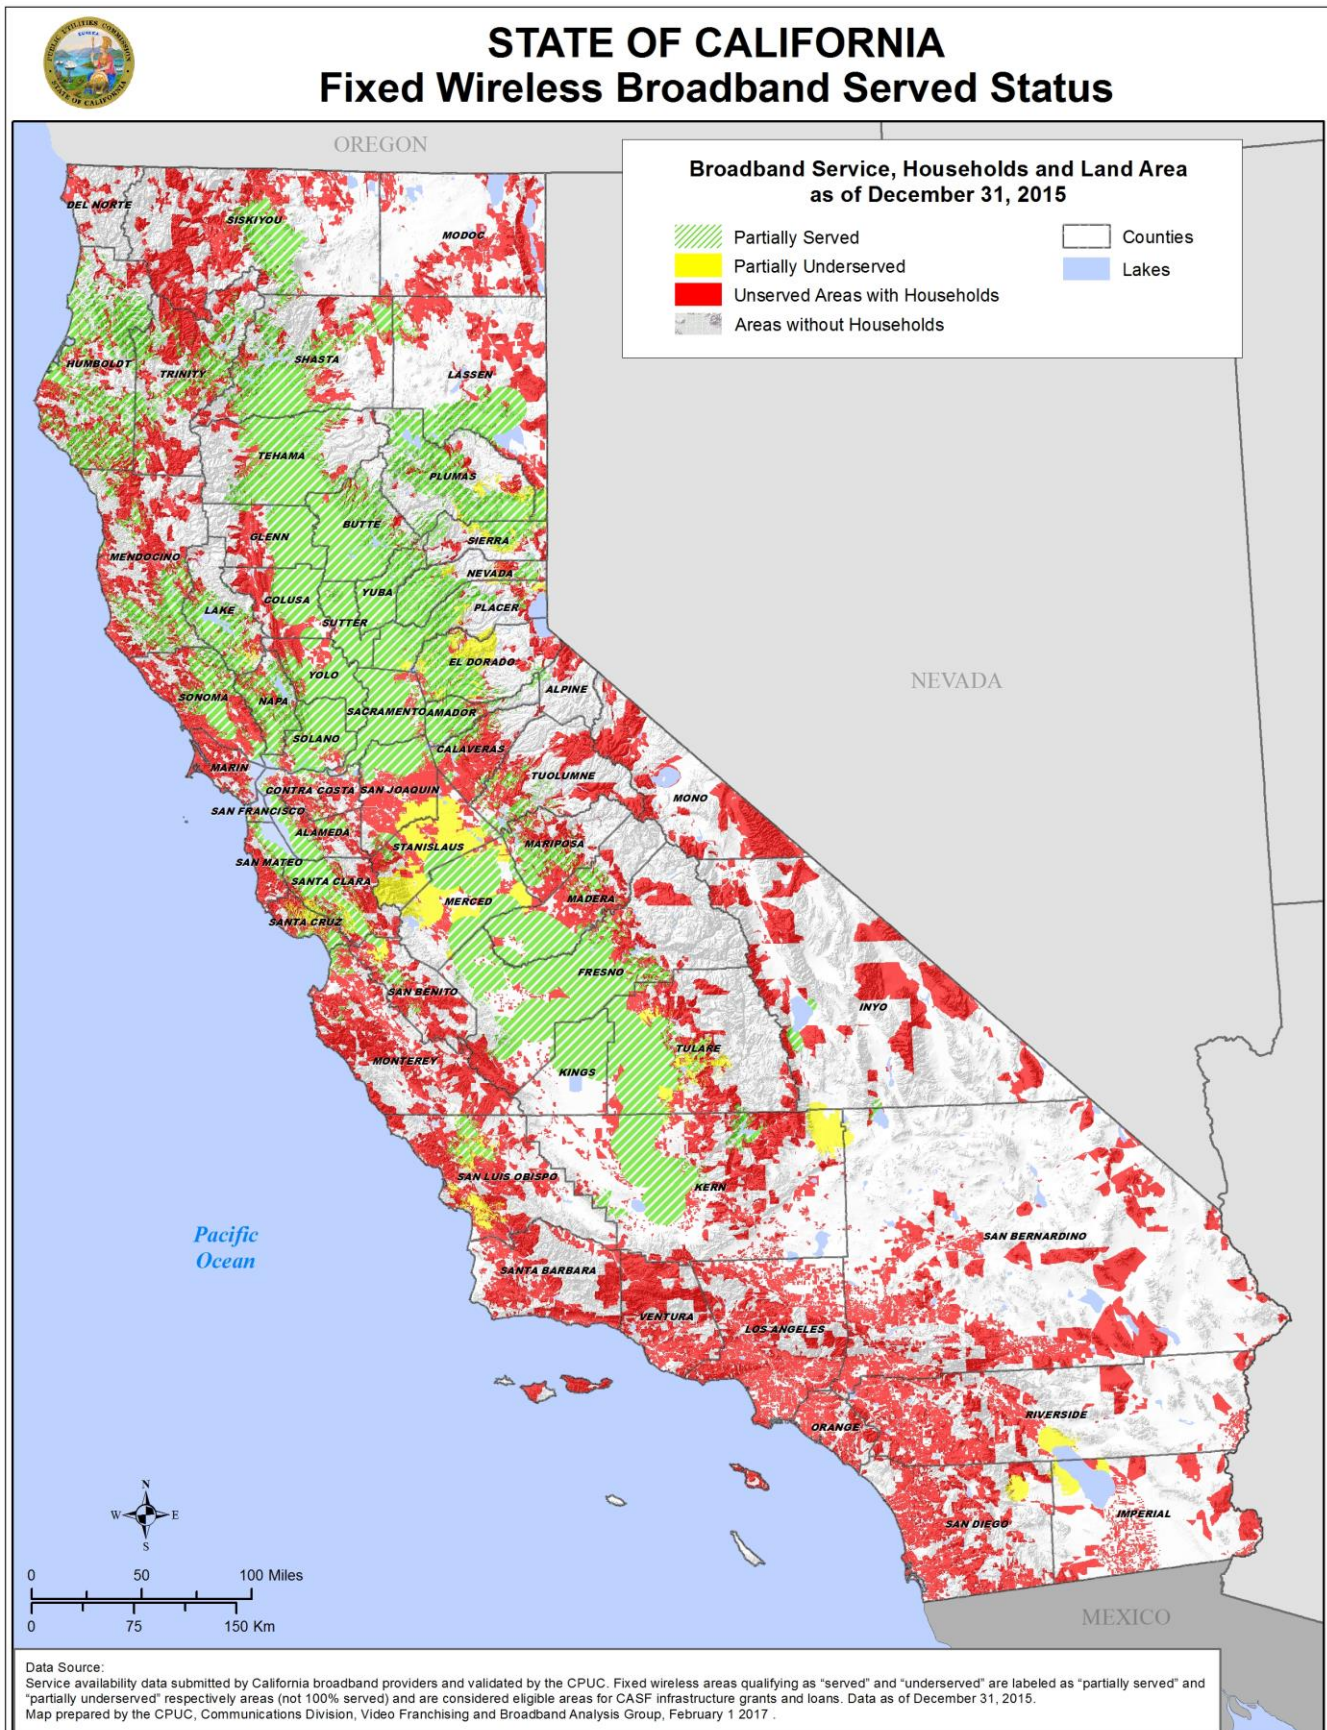 STATE OF CALIFORNIA
Fixed Wireless Broadband Served Status
PUBLIC UTILITIES COMMISSION
EUREKA
STATE OF CALIFORNIA
OREGON
Broadband Service, Households and Land Area
as of December 31, 2015
Partially Served
Counties
Partially Underserved
Lakes
Unserved Areas with Households
Areas without Households
DEL NORTE
SISKIYOU
MODOC
HUMBOLDT
TRINITY
SHASTA
LASSEN
TEHAMA
PLUMAS
BUTTE
GLENN
SIERRA
MENDOCINO
NEVADA
YUBA
COLUSA
PLACER
LAKE
SUTTER
EL DORADO
YOLO
NEVADA
ALPINE
SONOMA
NAPA
SACRAMENTO
AMADOR
SOLANO
CALAVERAS
MARIN
TUOLUMNE
CONTRA COSTA
SAN JOAQUIN
MONO
SAN FRANCISCO
ALAMEDA
STANISLAUS
MARIPOSA
SAN MATEO
SANTA CLARA
MERCED
MADERA
SANTA CRUZ
FRESNO
SAN BENITO
INYO
TULARE
MONTEREY
KINGS
SAN LUIS OBISPO
KERN
Pacific
Ocean
SAN BERNARDINO
SANTA BARBARA
VENTURA
LOS ANGELES
RIVERSIDE
ORANGE
SAN DIEGO
IMPERIAL
N
W E
S
0 50 100 Miles
0 75 150 Km
MEXICO
Data Source:
Service availability data submitted by California broadband providers and validated by the CPUC. Fixed wireless areas qualifying as “served” and “underserved” are labeled as “partially served” and
“partially underserved” respectively areas (not 100% served) and are considered eligible areas for CASF infrastructure grants and loans. Data as of December 31, 2015.
Map prepared by the CPUC, Communications Division, Video Franchising and Broadband Analysis Group, February 1 2017 .